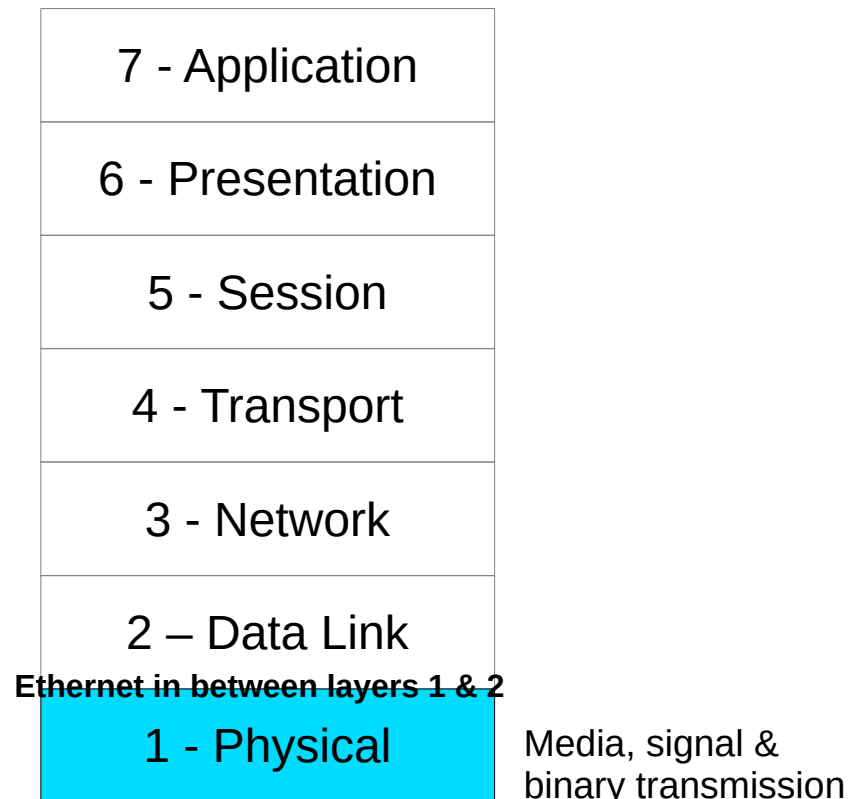 7 - Application
6 - Presentation
5 - Session
4 - Transport
3 - Network
2 – Data Link
Ethernet in between layers 1 & 2
1 - Physical
Media, signal &
binary transmission